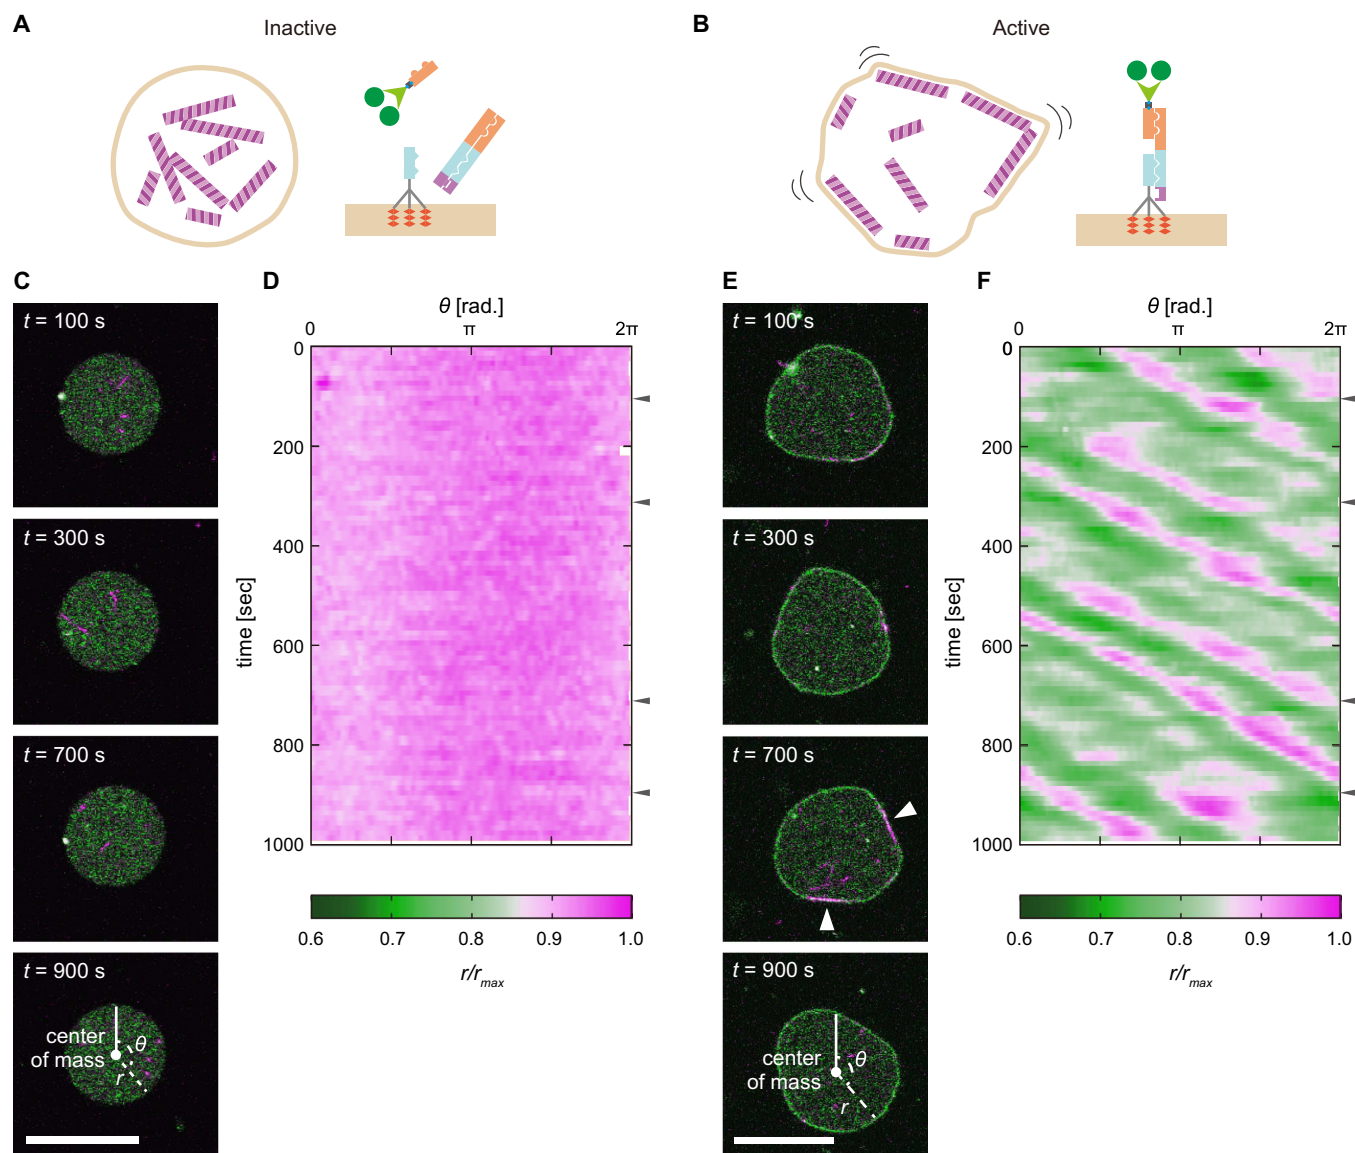 A
Inactive
B
Active
C
D
E
F
t = 100 s
t = 300 s
t = 700 s
t = 900 s
center
of mass
θ
r
θ [rad.]
0
π
2π
0
200
400
600
800
1000
time [sec]
0.6
0.7
0.8
0.9
1.0
r/rmax
t = 100 s
t = 300 s
t = 700 s
t = 900 s
center
of mass
θ
r
θ [rad.]
0
π
2π
0
200
400
600
800
1000
time [sec]
0.6
0.7
0.8
0.9
1.0
r/rmax